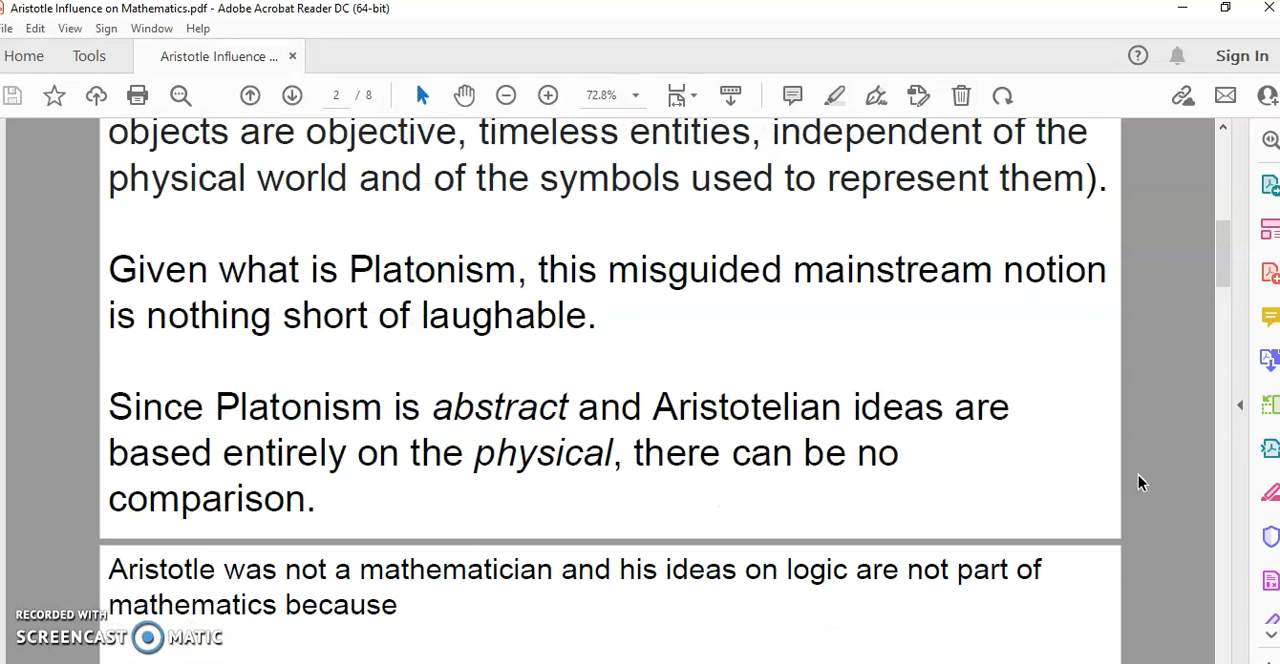 Aristotle Influence on Mathematics.pdf - Adobe Acrobat Reader DC (64-bit)
File Edit View Sign Window Help
Home Tools Aristotle Influence ... × Sign In
2 / 8 72.8%
objects are objective, timeless entities, independent of the
physical world and of the symbols used to represent them).
Given what is Platonism, this misguided mainstream notion
is nothing short of laughable.
Since Platonism is abstract and Aristotelian ideas are
based entirely on the physical, there can be no
comparison.
Aristotle was not a mathematician and his ideas on logic are not part of
mathematics because
RECORDED WITH
SCREENCAST MATIC